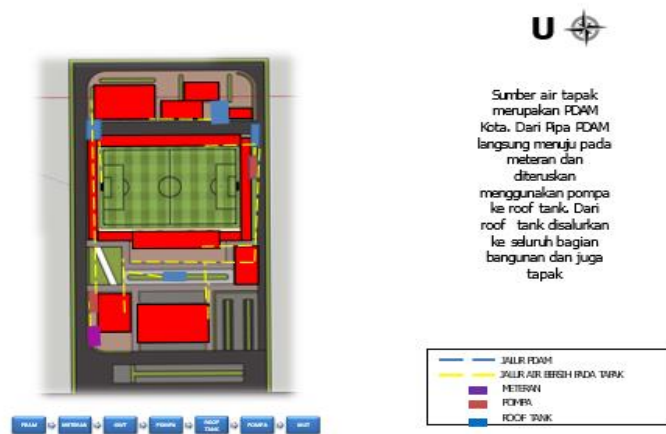 U
Sumber air tapak
merupakan PDAM
Kota. Dari Pipa PDAM
langsung menuju pada
meteran dan
diteruskan
menggunakan pompa
ke roof tank. Dari
roof tank disalurkan
ke seluruh bagian
bangunan dan juga
tapak
JALUR PDAM
JALUR AIR BERSIH PADA TAPAK
METERAN
POMPA
ROOF TANK
PDAM
METERAN
POMPA
ROOF
TANK
POMPA